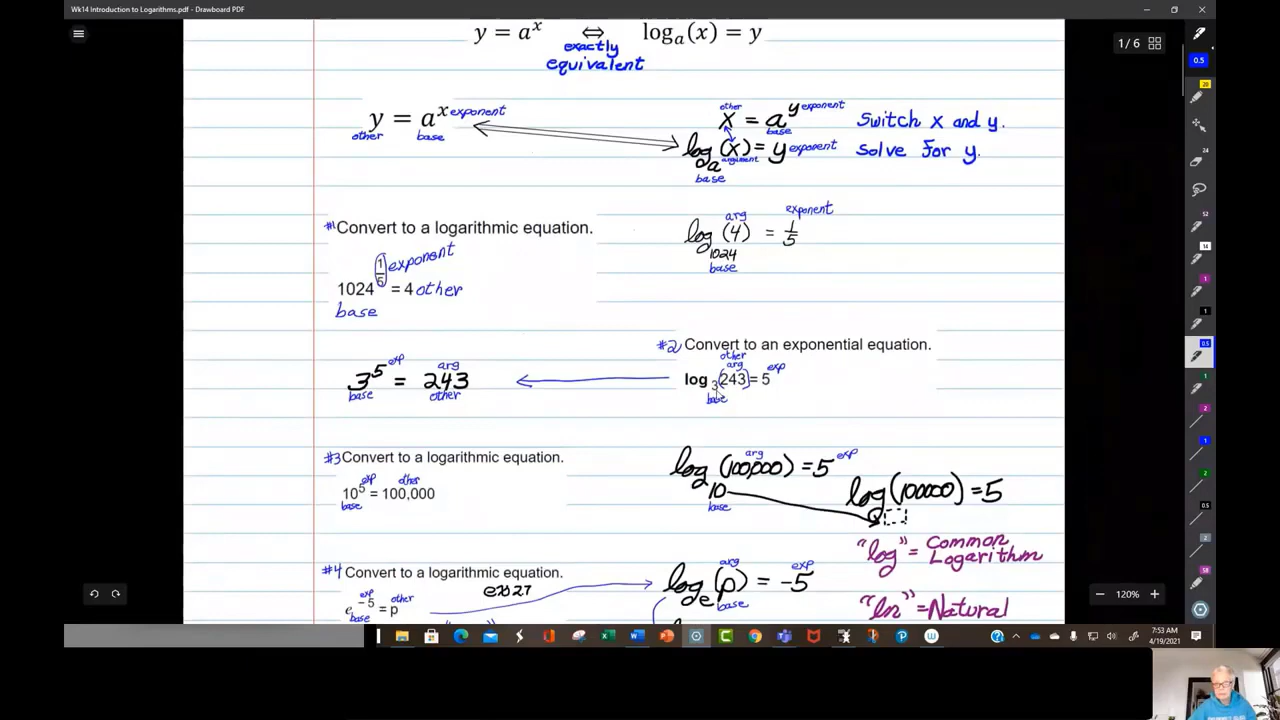 Wk14 Introduction to Logarithms.pdf - Drawboard PDF
y = a^x ⇔ log_a(x) = y
exactly
equivalent
1/6
0.5
y = a^x exponent
other base
other
x = a^y exponent Switch x and y.
base
log_a (x) = y exponent solve for y.
argument
base
#1 Convert to a logarithmic equation.
1024^(1/5) = 4 other
exponent
base
arg exponent
log_1024 (4) = 1/5
base
#2 Convert to an exponential equation.
other
arg
log_3 (243) = 5 exp
base
exp arg
3^5 = 243
base other
#3 Convert to a logarithmic equation.
exp other
10^5 = 100,000
base
arg
log_10 (100,000) = 5 exp
base
log (100000) = 5
"log" = Common
Logarithm
#4 Convert to a logarithmic equation.
exp other
e^-5 = p
base
arg exp
log_e (p) = -5
base
"ln" = Natural
120%
7:53 AM
4/19/2021